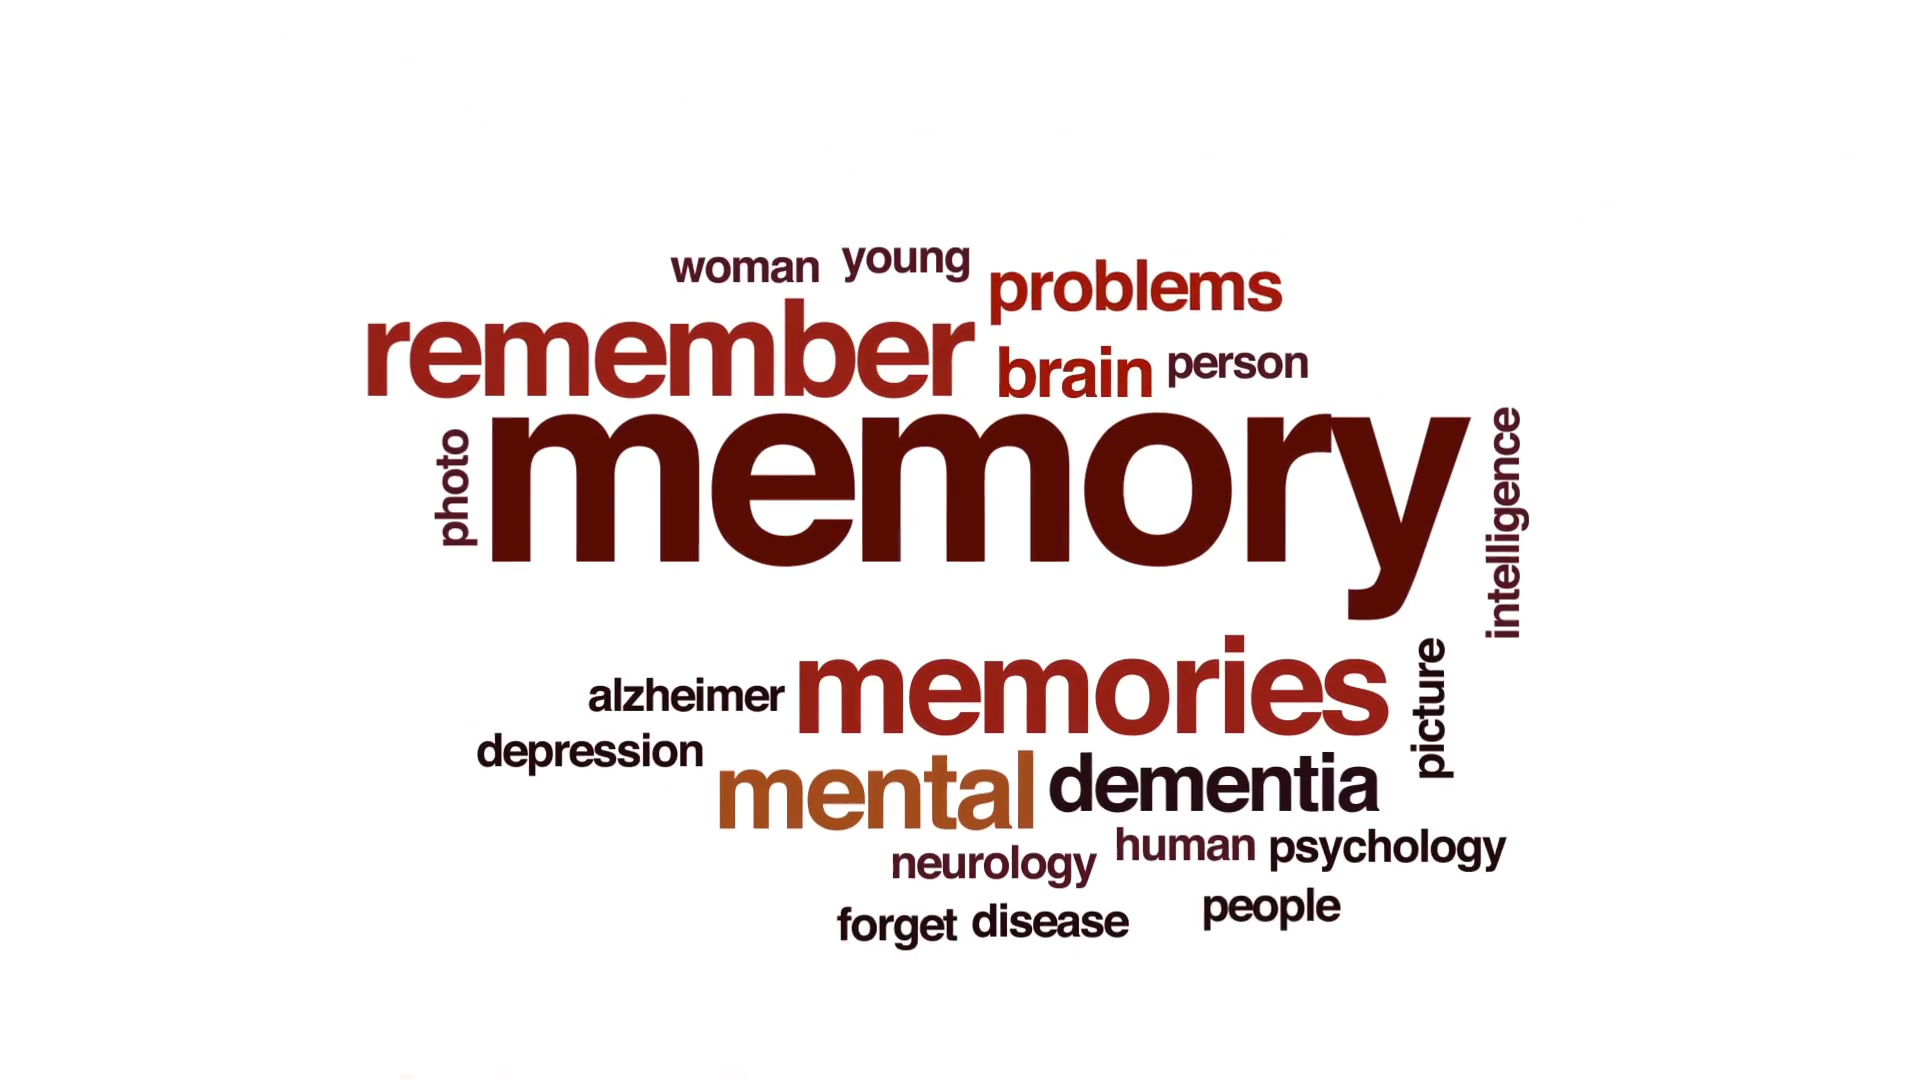 woman young problems
remember brain person
photo memory intelligence
alzheimer memories picture
depression mental dementia
neurology human psychology
forget disease people